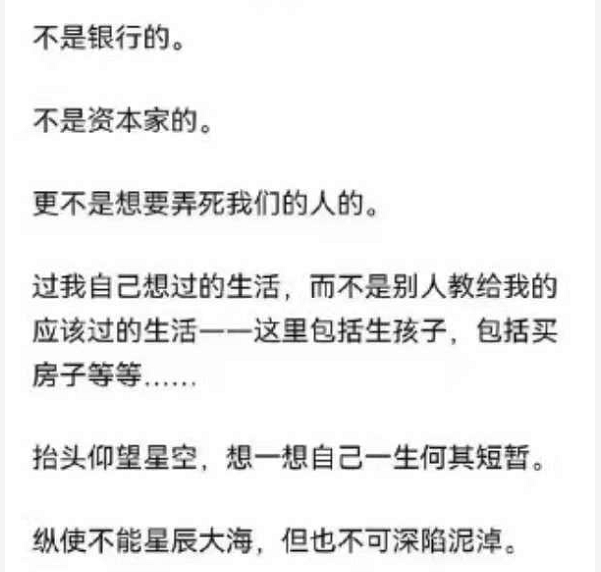 不是银行的。
不是资本家的。
更不是想要弄死我们的人的。
过我自己想过的生活，而不是别人教给我的
应该过的生活——这里包括生孩子，包括买
房子等等……
抬头仰望星空，想一想自己一生何其短暂。
纵使不能星辰大海，但也不可深陷泥淖。